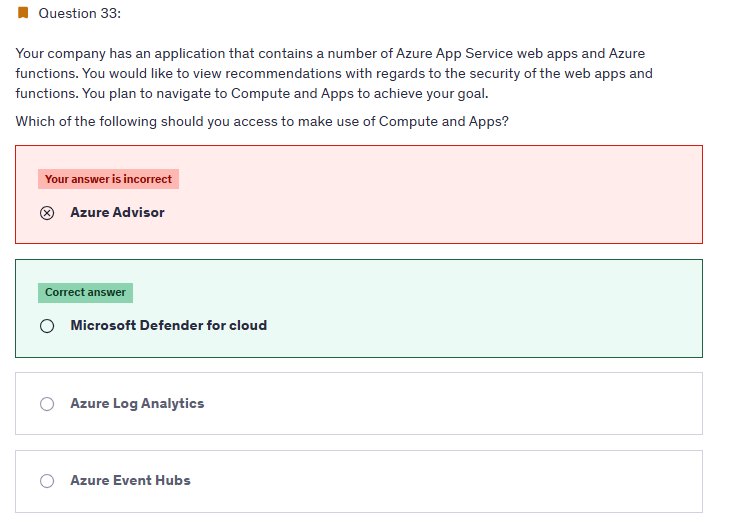 Question 33:
Your company has an application that contains a number of Azure App Service web apps and Azure
functions. You would like to view recommendations with regards to the security of the web apps and
functions. You plan to navigate to Compute and Apps to achieve your goal.
Which of the following should you access to make use of Compute and Apps?
Your answer is incorrect
Azure Advisor
Correct answer
Microsoft Defender for cloud
Azure Log Analytics
Azure Event Hubs